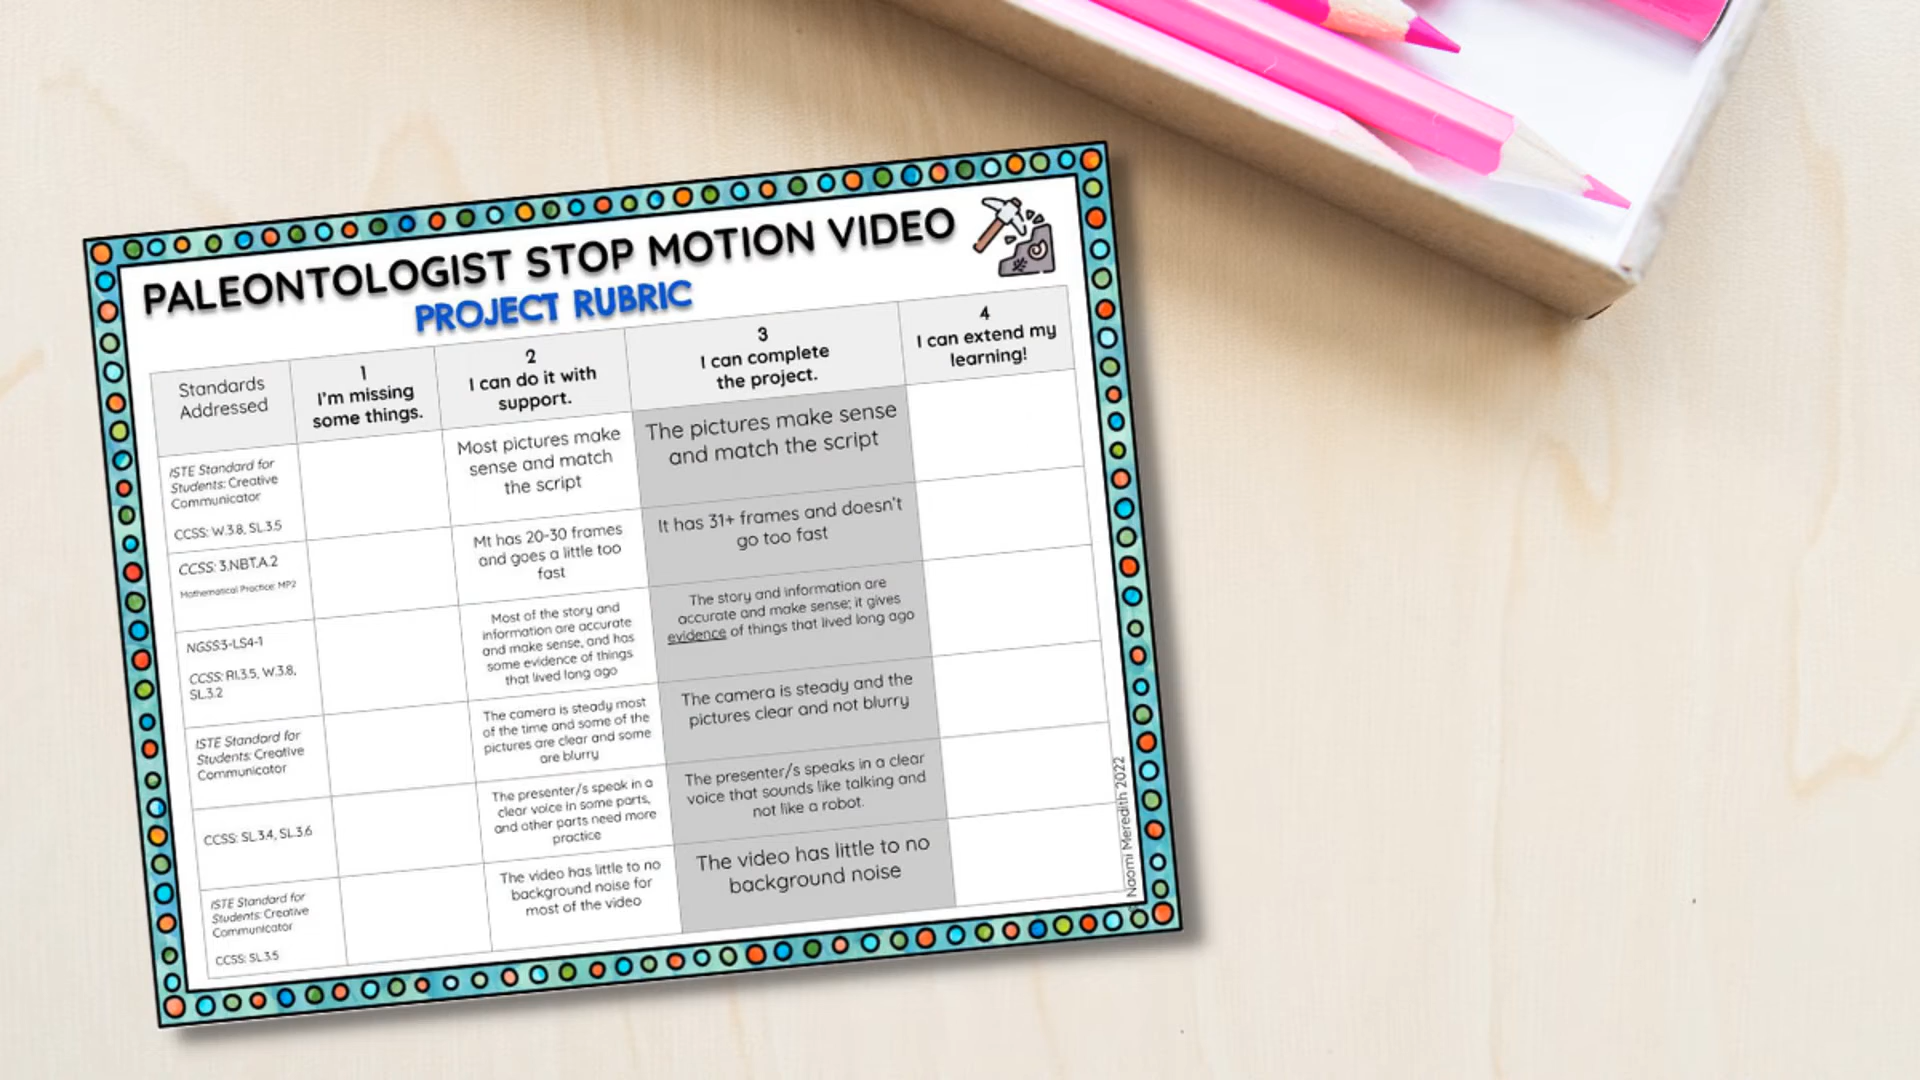 PALEONTOLOGIST STOP MOTION VIDEO
PROJECT RUBRIC
Standards
Addressed
1
I'm missing
some things.
2
I can do it with
support.
3
I can complete
the project.
4
I can extend my
learning!
ISTE Standard for
Students: Creative
Communicator
CCSS: W.3.8, SL.3.5
Most pictures make
sense and match
the script
The pictures make sense
and match the script
CCSS: 3.NBT.A.2
Mathematical Practice: MP2
Mt has 20-30 frames
and goes a little too
fast
It has 31+ frames and doesn't
go too fast
NGSS3-LS4-1
CCSS: RI.3.5, W.3.8,
SL.3.2
Most of the story and
information are accurate
and make sense, and has
some evidence of things
that lived long ago
The story and information are
accurate and make sense; it gives
evidence of things that lived long ago
ISTE Standard for
Students: Creative
Communicator
The camera is steady most
of the time and some of the
pictures are clear and some
are blurry
The camera is steady and the
pictures clear and not blurry
CCSS: SL.3.4, SL.3.6
The presenter/s speak in a
clear voice in some parts,
and other parts need more
practice
The presenter/s speaks in a clear
voice that sounds like talking and
not like a robot.
ISTE Standard for
Students: Creative
Communicator
CCSS: SL.3.5
The video has little to no
background noise for
most of the video
The video has little to no
background noise
© Naomi Meredith 2022